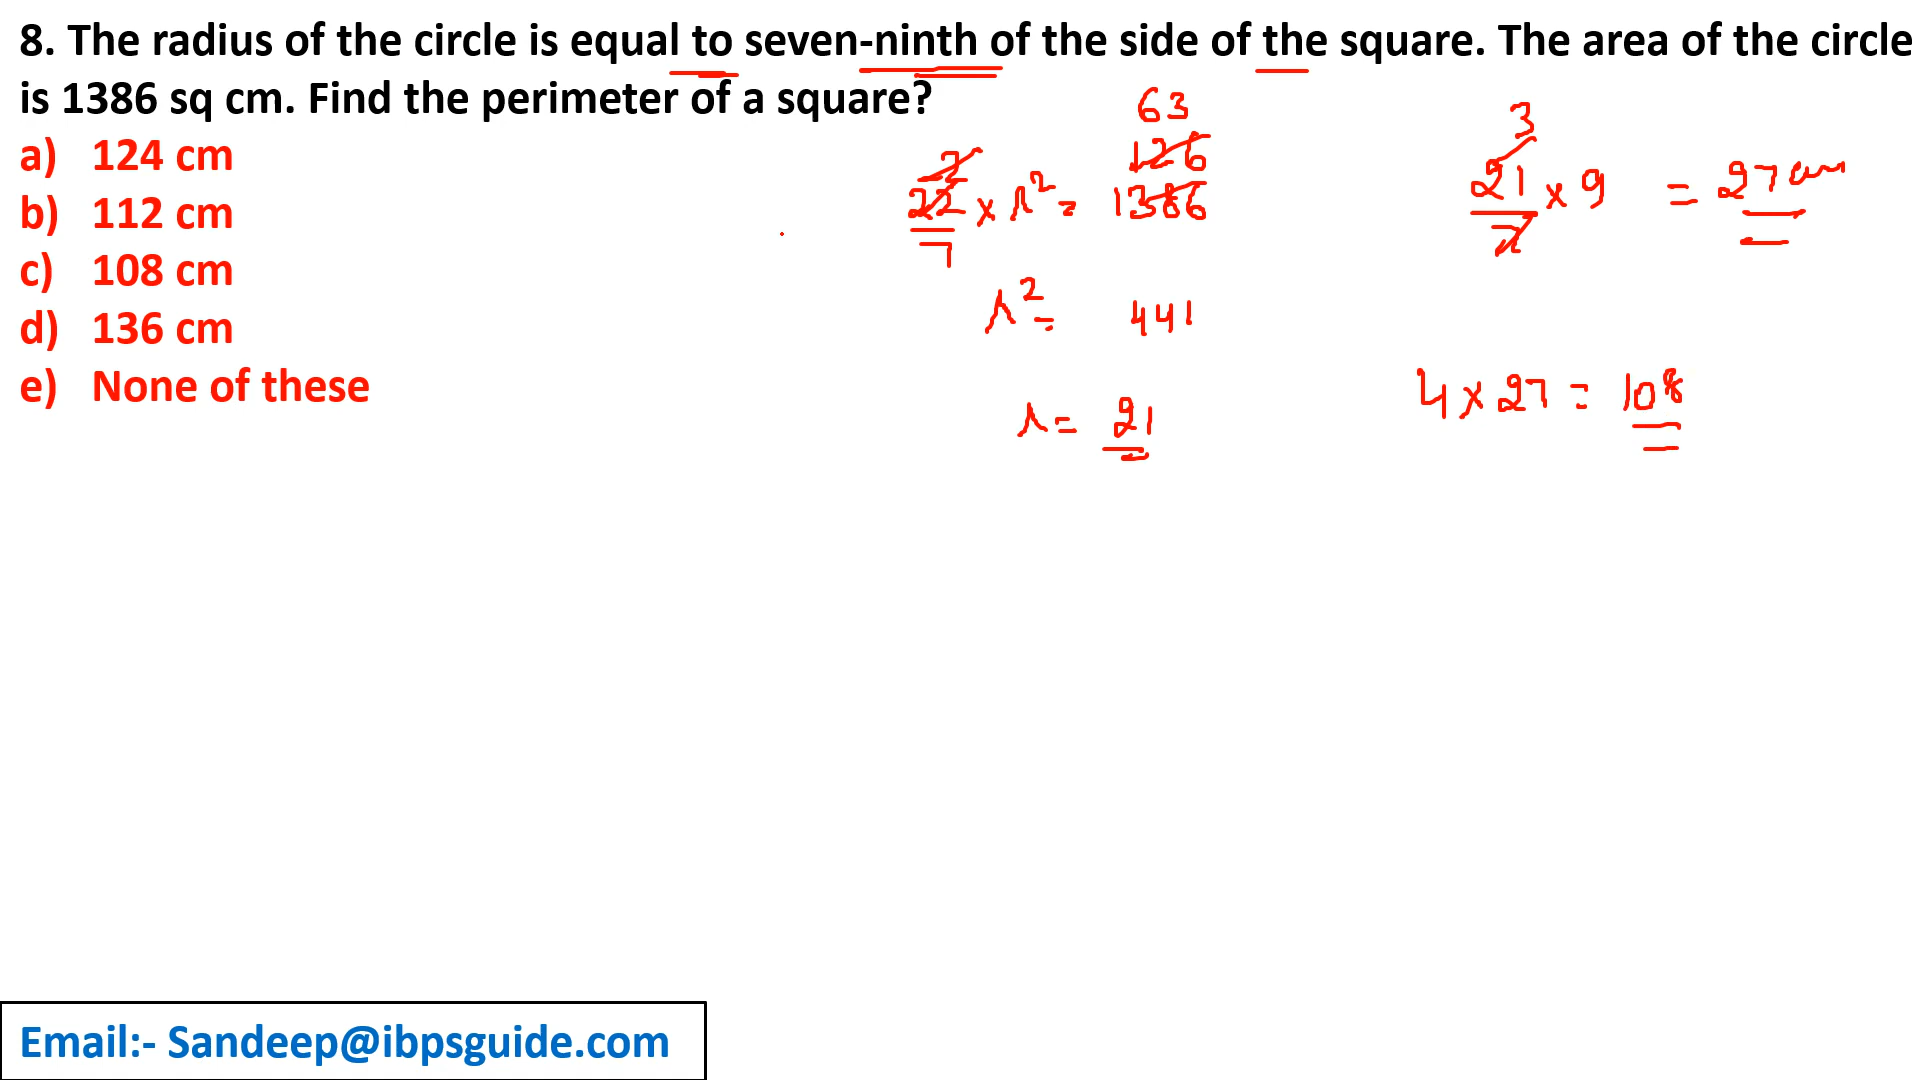 8. The radius of the circle is equal to seven-ninth of the side of the square. The area of the circle
is 1386 sq cm. Find the perimeter of a square?
a) 124 cm
b) 112 cm
c) 108 cm
d) 136 cm
e) None of these
63
2 126
22/7 × r² = 1386
r² = 441
r = 21
3
21/7 × 9 = 27 cm
4 × 27 = 108
Email:- Sandeep@ibpsguide.com